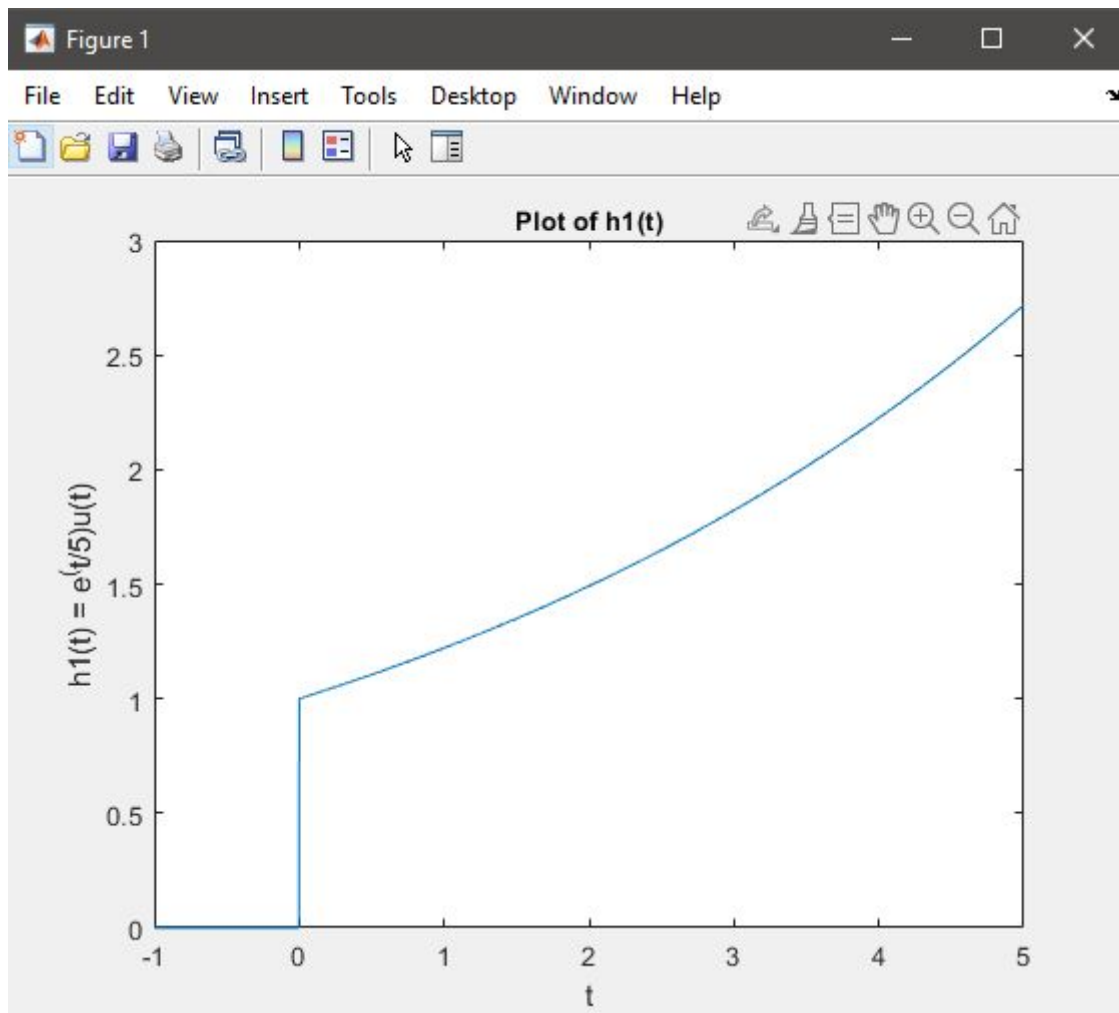 Figure 1
File Edit View Insert Tools Desktop Window Help
Plot of h1(t)
3
2.5
2
1.5
1
0.5
0
h1(t) = e(t/5)u(t)
-1 0 1 2 3 4 5
t